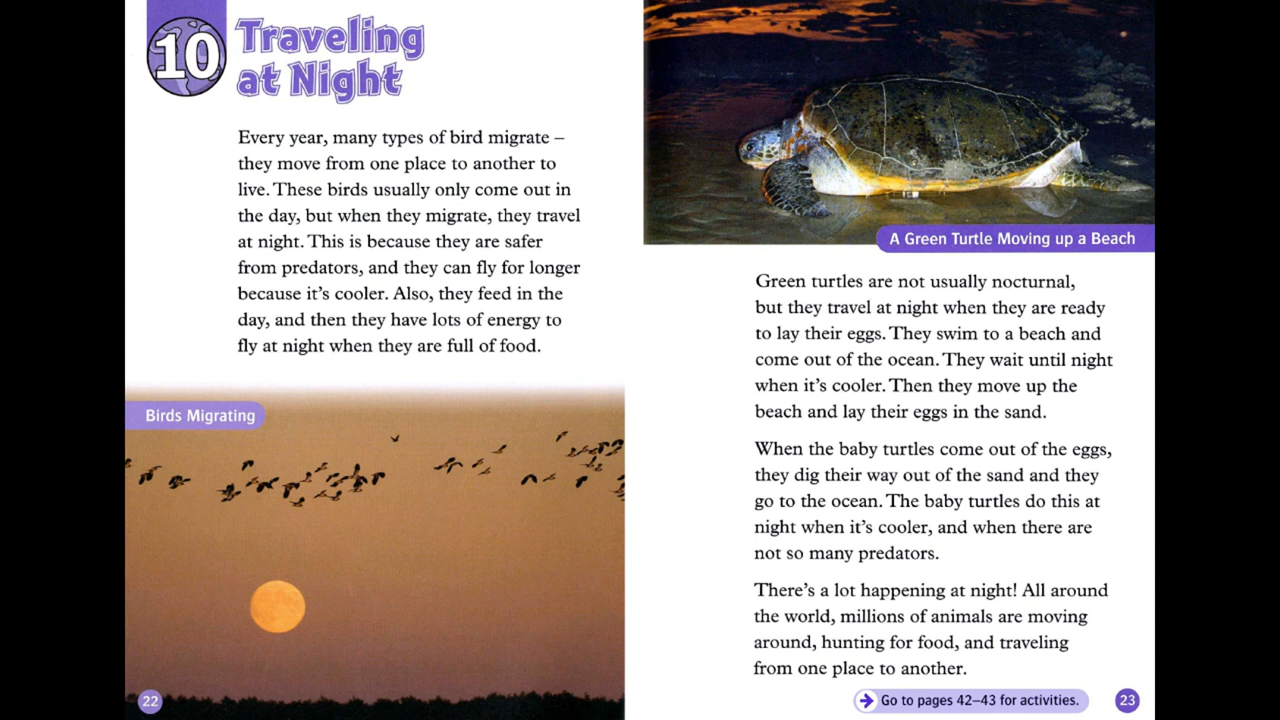 10
Traveling
at Night
Every year, many types of bird migrate –
they move from one place to another to
live. These birds usually only come out in
the day, but when they migrate, they travel
at night. This is because they are safer
from predators, and they can fly for longer
because it's cooler. Also, they feed in the
day, and then they have lots of energy to
fly at night when they are full of food.
Birds Migrating
22
A Green Turtle Moving up a Beach
Green turtles are not usually nocturnal,
but they travel at night when they are ready
to lay their eggs. They swim to a beach and
come out of the ocean. They wait until night
when it's cooler. Then they move up the
beach and lay their eggs in the sand.
When the baby turtles come out of the eggs,
they dig their way out of the sand and they
go to the ocean. The baby turtles do this at
night when it's cooler, and when there are
not so many predators.
There's a lot happening at night! All around
the world, millions of animals are moving
around, hunting for food, and traveling
from one place to another.
Go to pages 42–43 for activities.
23